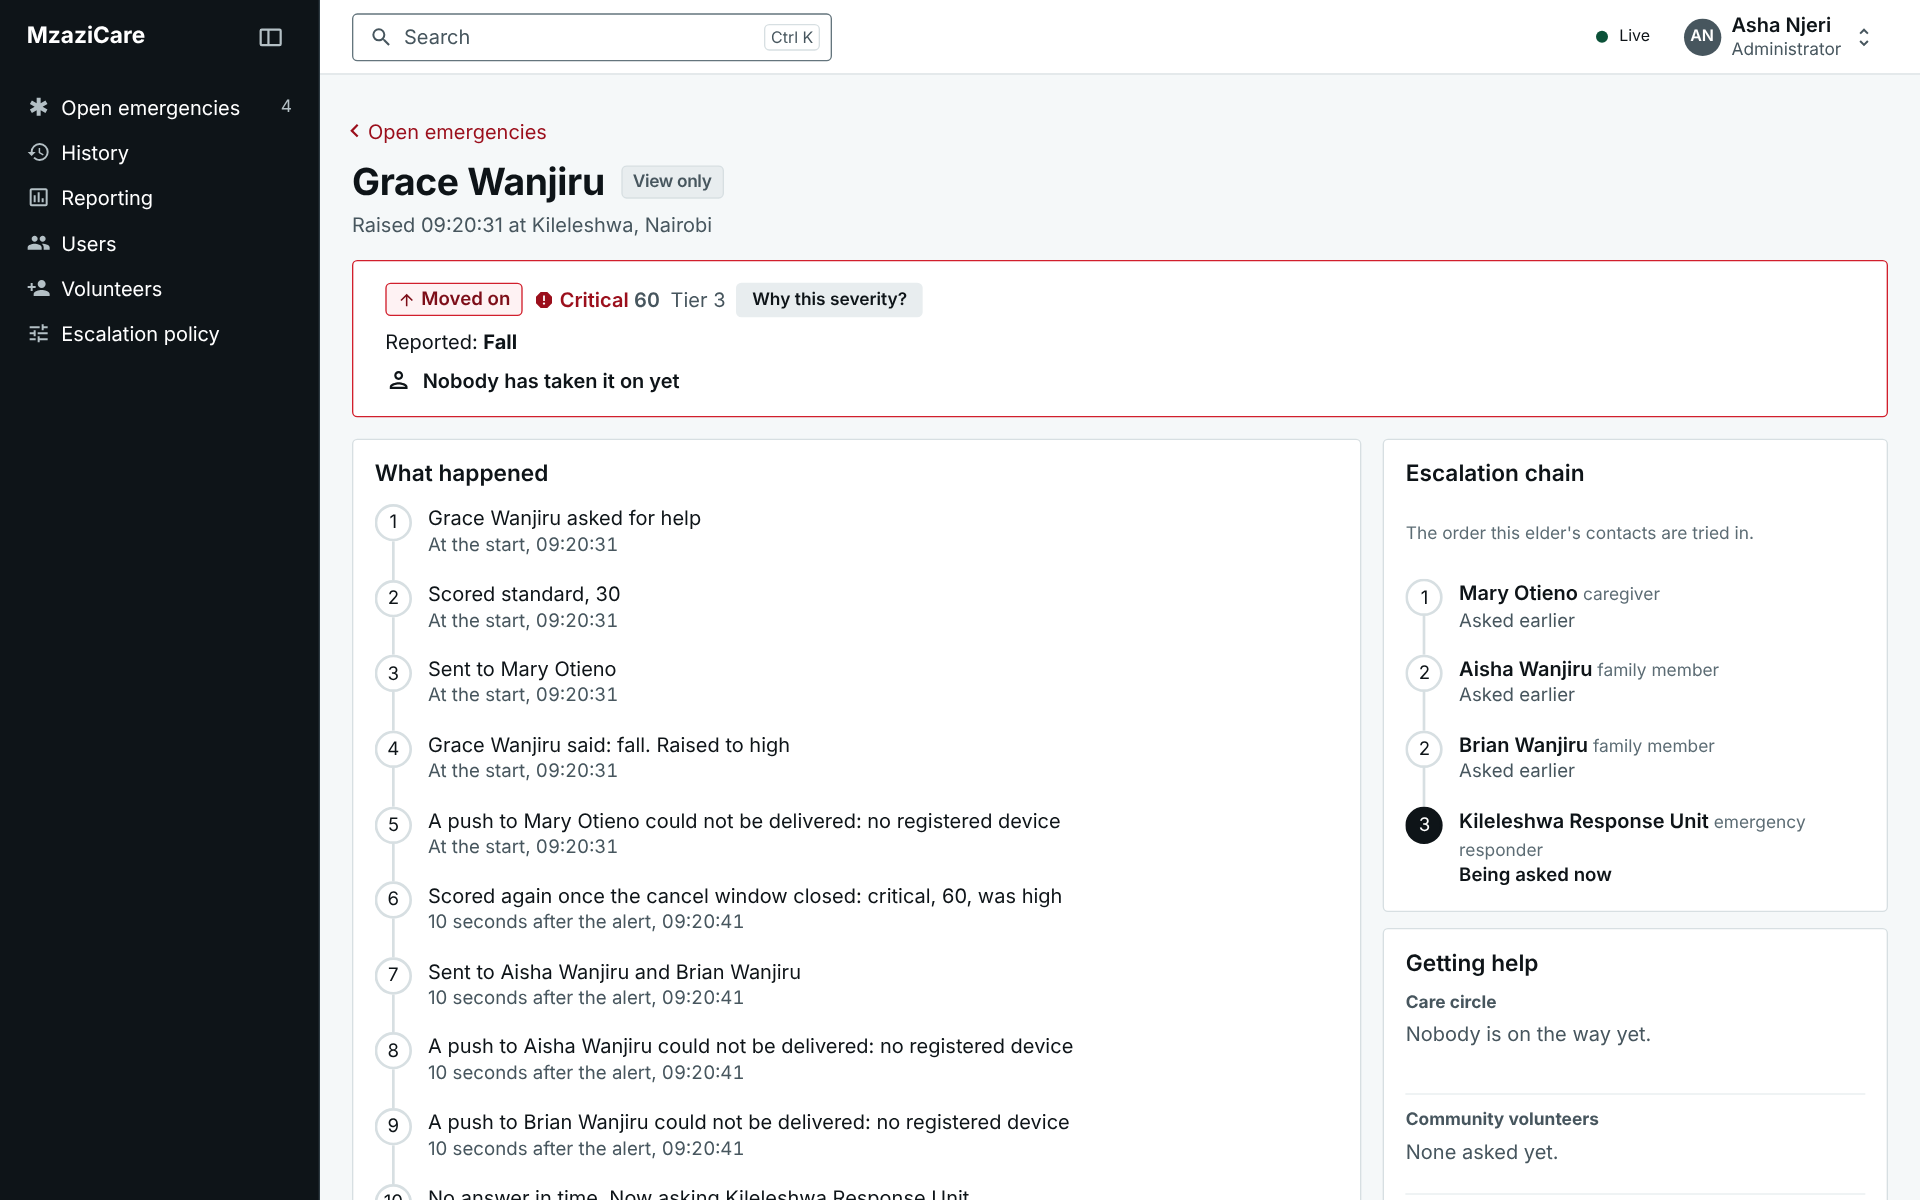 MzaziCare
Open emergencies 4
History
Reporting
Users
Volunteers
Escalation policy
Search Ctrl K
Live
AN
Asha Njeri
Administrator
Open emergencies
Grace Wanjiru View only
Raised 09:20:31 at Kileleshwa, Nairobi
Moved on Critical 60 Tier 3 Why this severity?
Reported: Fall
Nobody has taken it on yet
What happened
1 Grace Wanjiru asked for help
At the start, 09:20:31
2 Scored standard, 30
At the start, 09:20:31
3 Sent to Mary Otieno
At the start, 09:20:31
4 Grace Wanjiru said: fall. Raised to high
At the start, 09:20:31
5 A push to Mary Otieno could not be delivered: no registered device
At the start, 09:20:31
6 Scored again once the cancel window closed: critical, 60, was high
10 seconds after the alert, 09:20:41
7 Sent to Aisha Wanjiru and Brian Wanjiru
10 seconds after the alert, 09:20:41
8 A push to Aisha Wanjiru could not be delivered: no registered device
10 seconds after the alert, 09:20:41
9 A push to Brian Wanjiru could not be delivered: no registered device
10 seconds after the alert, 09:20:41
10 No answer in time. Now asking Kileleshwa Response Unit
Escalation chain
The order this elder's contacts are tried in.
1 Mary Otieno caregiver
Asked earlier
2 Aisha Wanjiru family member
Asked earlier
2 Brian Wanjiru family member
Asked earlier
3 Kileleshwa Response Unit emergency
responder
Being asked now
Getting help
Care circle
Nobody is on the way yet.
Community volunteers
None asked yet.